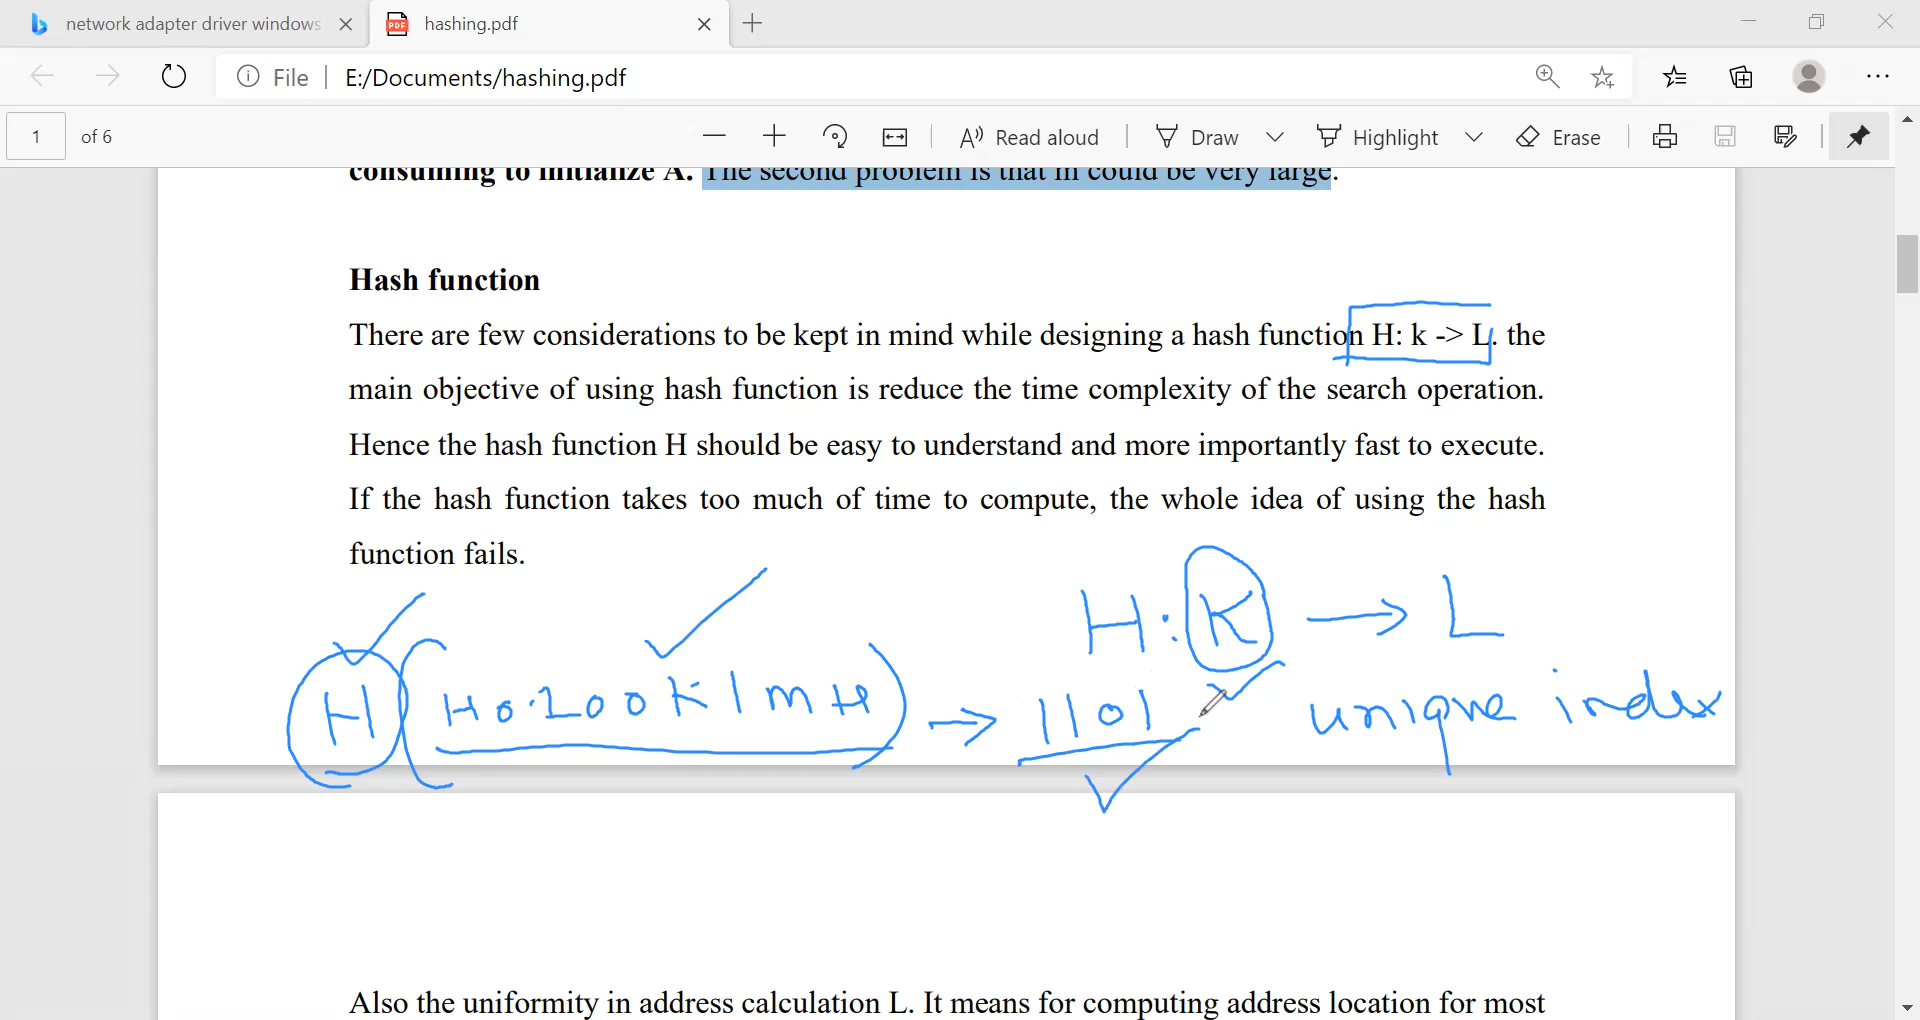 network adapter driver windows
hashing.pdf
File
E:/Documents/hashing.pdf
1 of 6
Read aloud
Draw
Highlight
Erase
consuming to initialize A. The second problem is that m could be very large.
Hash function
There are few considerations to be kept in mind while designing a hash function H: k -> L. the
main objective of using hash function is reduce the time complexity of the search operation.
Hence the hash function H should be easy to understand and more importantly fast to execute.
If the hash function takes too much of time to compute, the whole idea of using the hash
function fails.
H : K → L
H ( → 1101
unique index
Also the uniformity in address calculation L. It means for computing address location for most